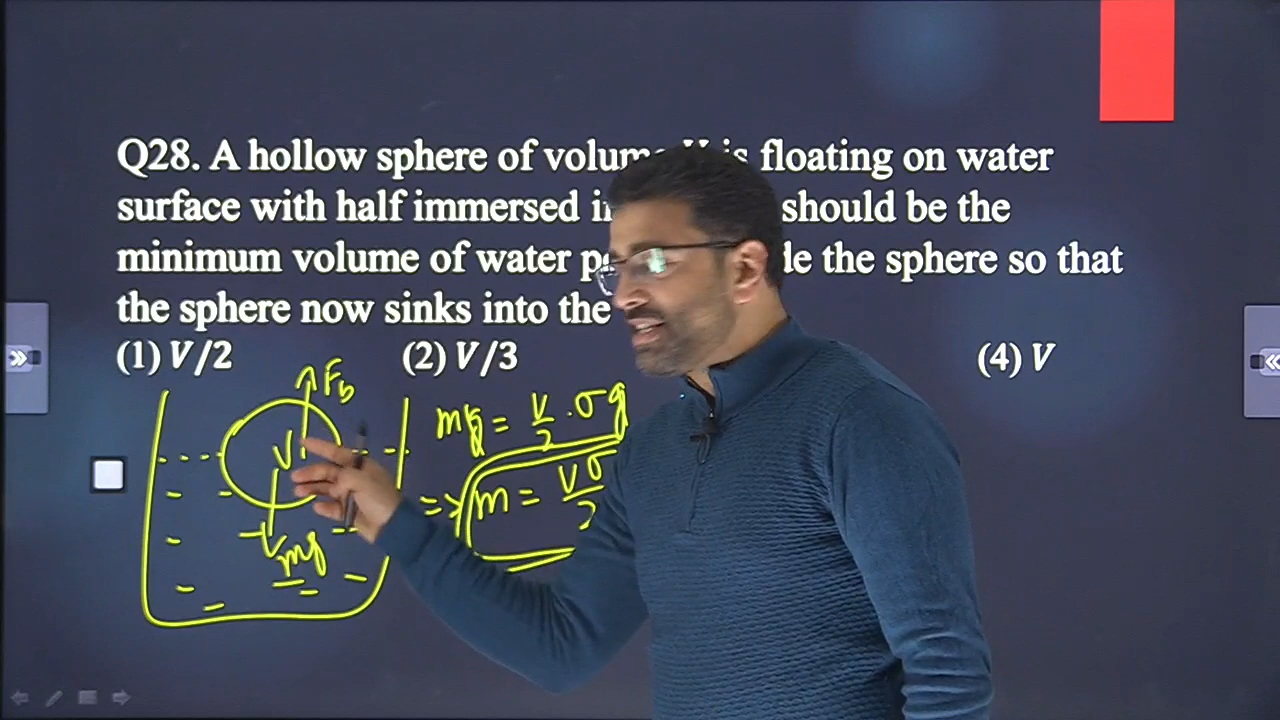 Q28. A hollow sphere of volume V is floating on water
surface with half immersed in should be the
minimum volume of water the sphere so that
the sphere now sinks into the
(1) V/2 (2) V/3 (4) V
Fb
V
mg
mg = V/2 . σ g
⇒ m = Vσ/2